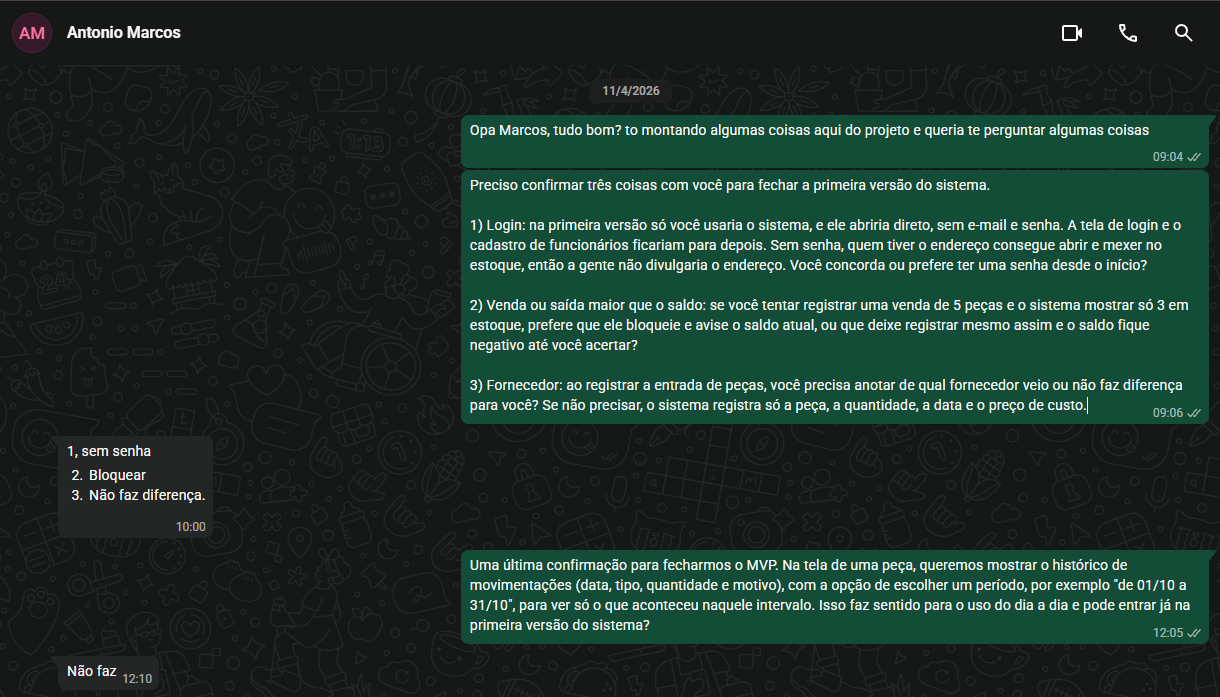 AM
Antonio Marcos
11/4/2026
Opa Marcos, tudo bom? to montando algumas coisas aqui do projeto e queria te perguntar algumas coisas
09:04
Preciso confirmar três coisas com você para fechar a primeira versão do sistema.
1) Login: na primeira versão só você usaria o sistema, e ele abriria direto, sem e-mail e senha. A tela de login e o
cadastro de funcionários ficariam para depois. Sem senha, quem tiver o endereço consegue abrir e mexer no
estoque, então a gente não divulgaria o endereço. Você concorda ou prefere ter uma senha desde o início?
2) Venda ou saída maior que o saldo: se você tentar registrar uma venda de 5 peças e o sistema mostrar só 3 em
estoque, prefere que ele bloqueie e avise o saldo atual, ou que deixe registrar mesmo assim e o saldo fique
negativo até você acertar?
3) Fornecedor: ao registrar a entrada de peças, você precisa anotar de qual fornecedor veio ou não faz diferença
para você? Se não precisar, o sistema registra só a peça, a quantidade, a data e o preço de custo.
09:06
1, sem senha
2. Bloquear
3. Não faz diferença.
10:00
Uma última confirmação para fecharmos o MVP. Na tela de uma peça, queremos mostrar o histórico de
movimentações (data, tipo, quantidade e motivo), com a opção de escolher um período, por exemplo "de 01/10 a
31/10", para ver só o que aconteceu naquele intervalo. Isso faz sentido para o uso do dia a dia e pode entrar já na
primeira versão do sistema?
12:05
Não faz
12:10